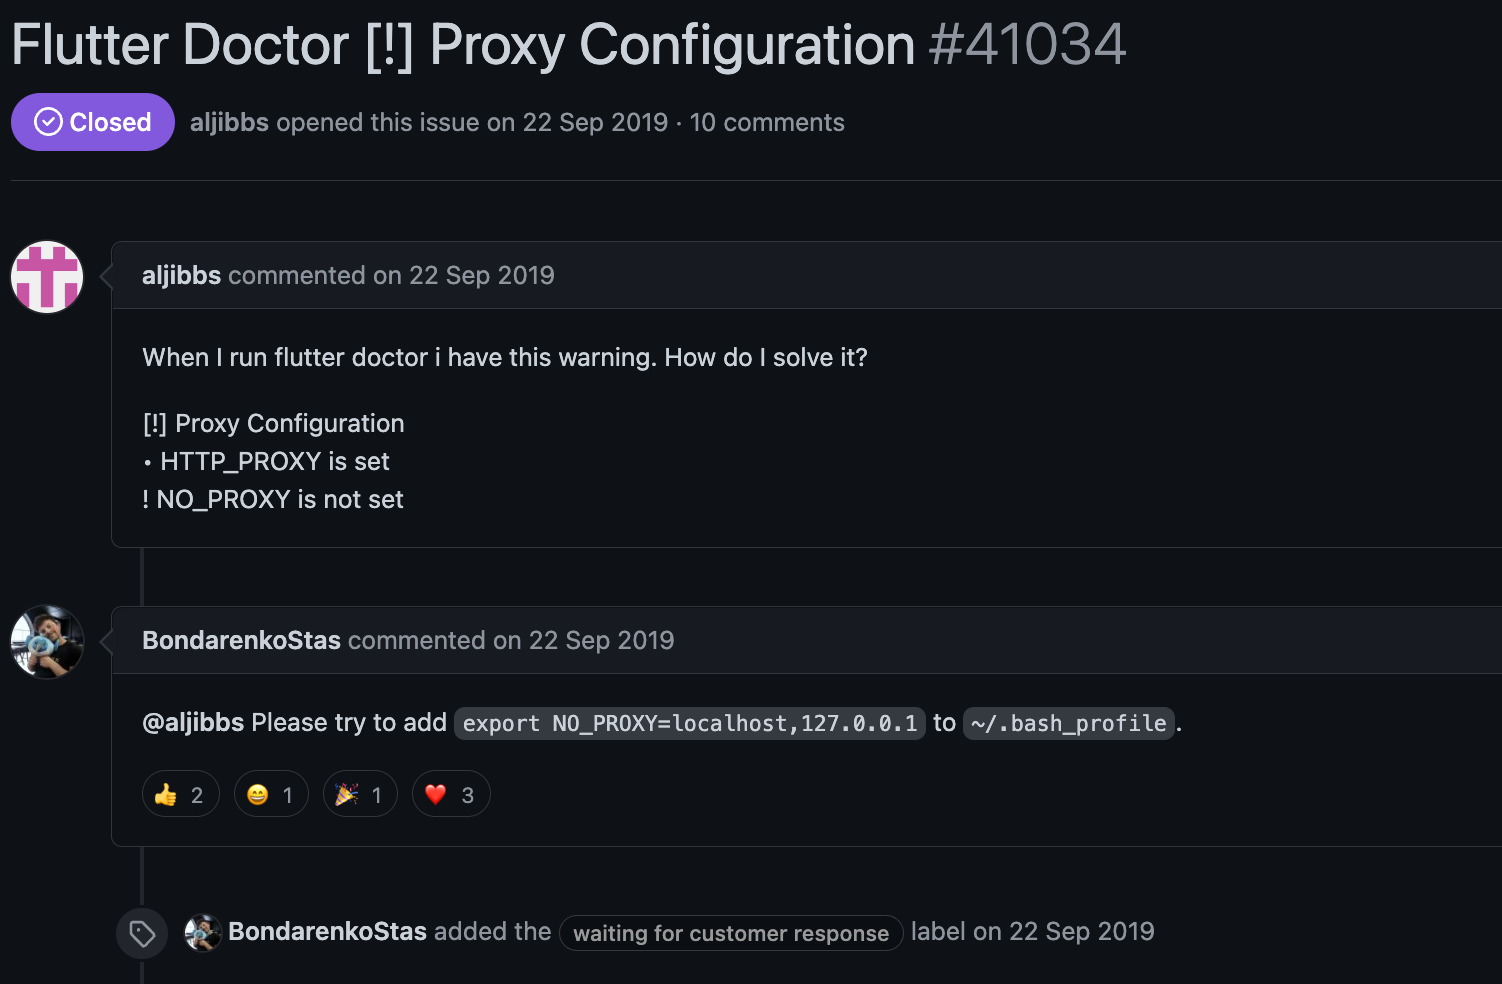 Flutter Doctor [!] Proxy Configuration #41034
Closed aljibbs opened this issue on 22 Sep 2019 · 10 comments
aljibbs commented on 22 Sep 2019
When I run flutter doctor i have this warning. How do I solve it?
[!] Proxy Configuration
• HTTP_PROXY is set
! NO_PROXY is not set
BondarenkoStas commented on 22 Sep 2019
@aljibbs Please try to add export NO_PROXY=localhost,127.0.0.1 to ~/.bash_profile.
👍 2 😄 1 🎉 1 ❤️ 3
BondarenkoStas added the waiting for customer response label on 22 Sep 2019